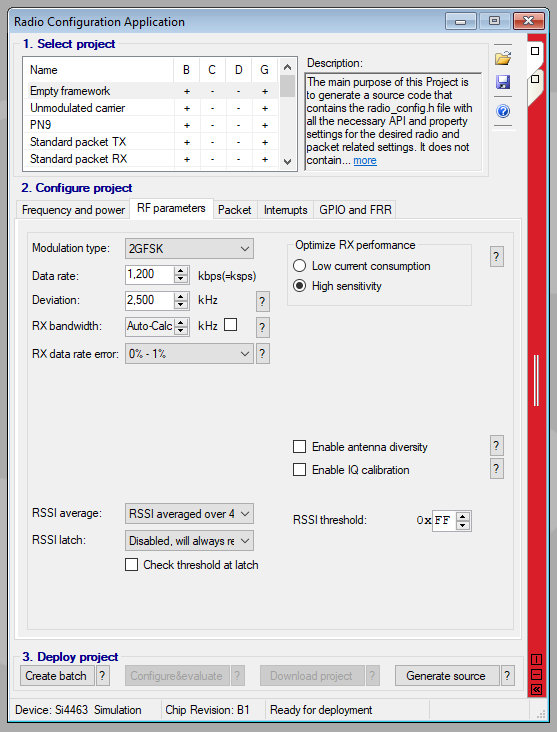 Radio Configuration Application
1. Select project
Name B C D G
Empty framework + - - +
Unmodulated carrier + - - +
PN9 + - - +
Standard packet TX + - - +
Standard packet RX + - - +
Description:
The main purpose of this Project is
to generate a source code that
contains the radio_config.h file with
all the necessary API and property
settings for the desired radio and
packet related settings. It does not
contain... more
2. Configure project
Frequency and power RF parameters Packet Interrupts GPIO and FRR
Modulation type: 2GFSK
Data rate: 1,200 kbps(=ksps)
Deviation: 2,500 kHz ?
RX bandwidth: Auto-Calc kHz ?
RX data rate error: 0% - 1% ?
Optimize RX performance ?
Low current consumption
High sensitivity
Enable antenna diversity ?
Enable IQ calibration ?
RSSI average: RSSI averaged over 4
RSSI latch: Disabled, will always re
Check threshold at latch
RSSI threshold: 0x FF
3. Deploy project
Create batch ? Configure&evaluate ? Download project ? Generate source ?
Device: Si4463 Simulation Chip Revision: B1 Ready for deployment